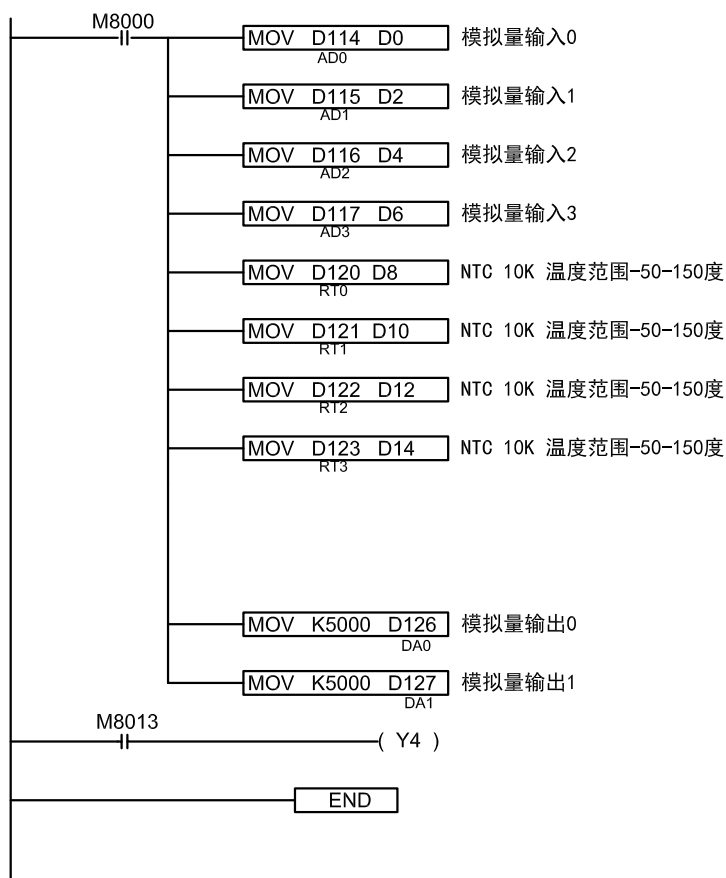 M8000
MOV D114 D0 模拟量输入0
AD0
MOV D115 D2 模拟量输入1
AD1
MOV D116 D4 模拟量输入2
AD2
MOV D117 D6 模拟量输入3
AD3
MOV D120 D8 NTC 10K 温度范围-50-150度
RT0
MOV D121 D10 NTC 10K 温度范围-50-150度
RT1
MOV D122 D12 NTC 10K 温度范围-50-150度
RT2
MOV D123 D14 NTC 10K 温度范围-50-150度
RT3
MOV K5000 D126 模拟量输出0
DA0
MOV K5000 D127 模拟量输出1
DA1
M8013
( Y4 )
END